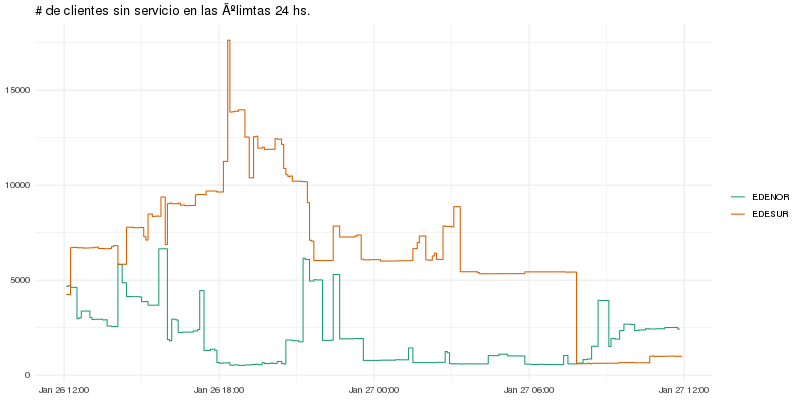 # de clientes sin servicio en las Ãºlimtas 24 hs.
15000
10000
5000
0
Jan 26 12:00 Jan 26 18:00 Jan 27 00:00 Jan 27 06:00 Jan 27 12:00
EDENOR
EDESUR